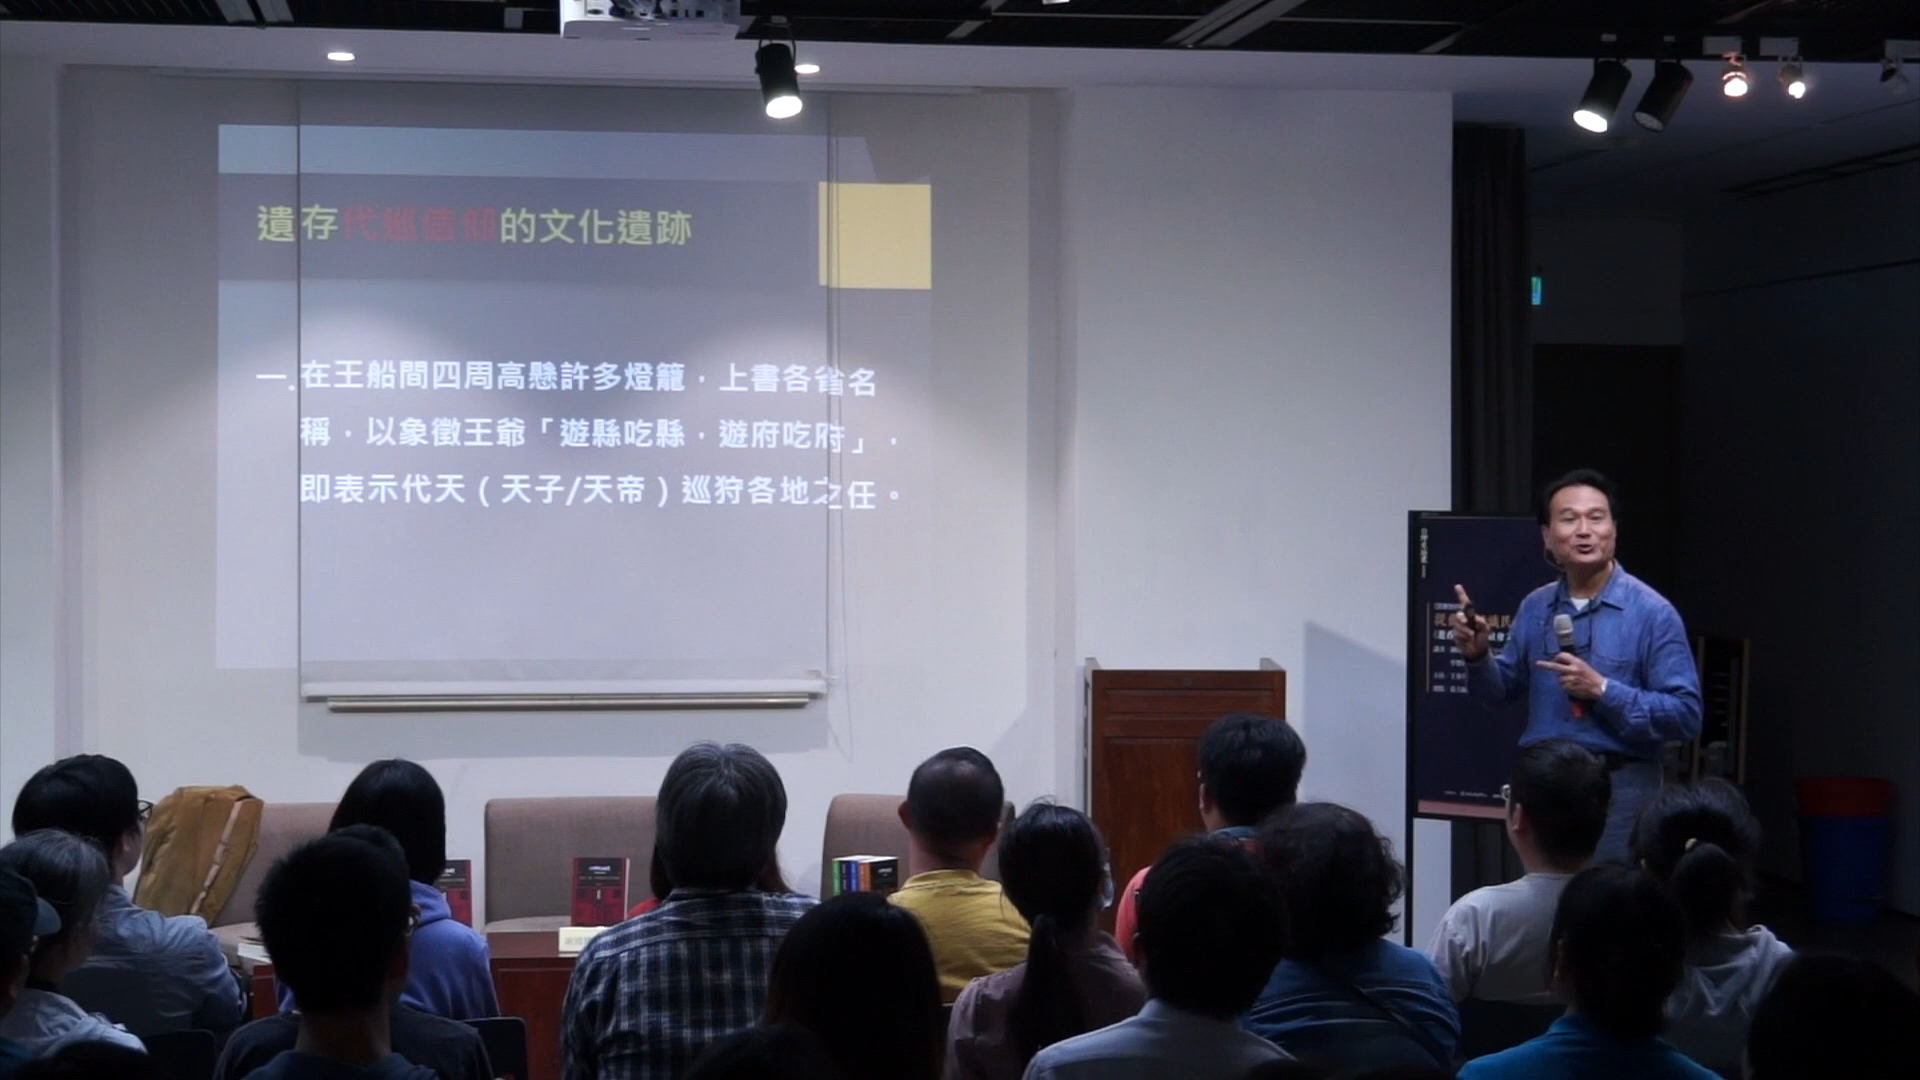 遺存代巡信仰的文化遺跡
一.在王船間四周高懸許多燈籠，上書各省名
稱，以象徵王爺「遊縣吃縣，遊府吃府」，
即表示代天（天子/天帝）巡狩各地之任。